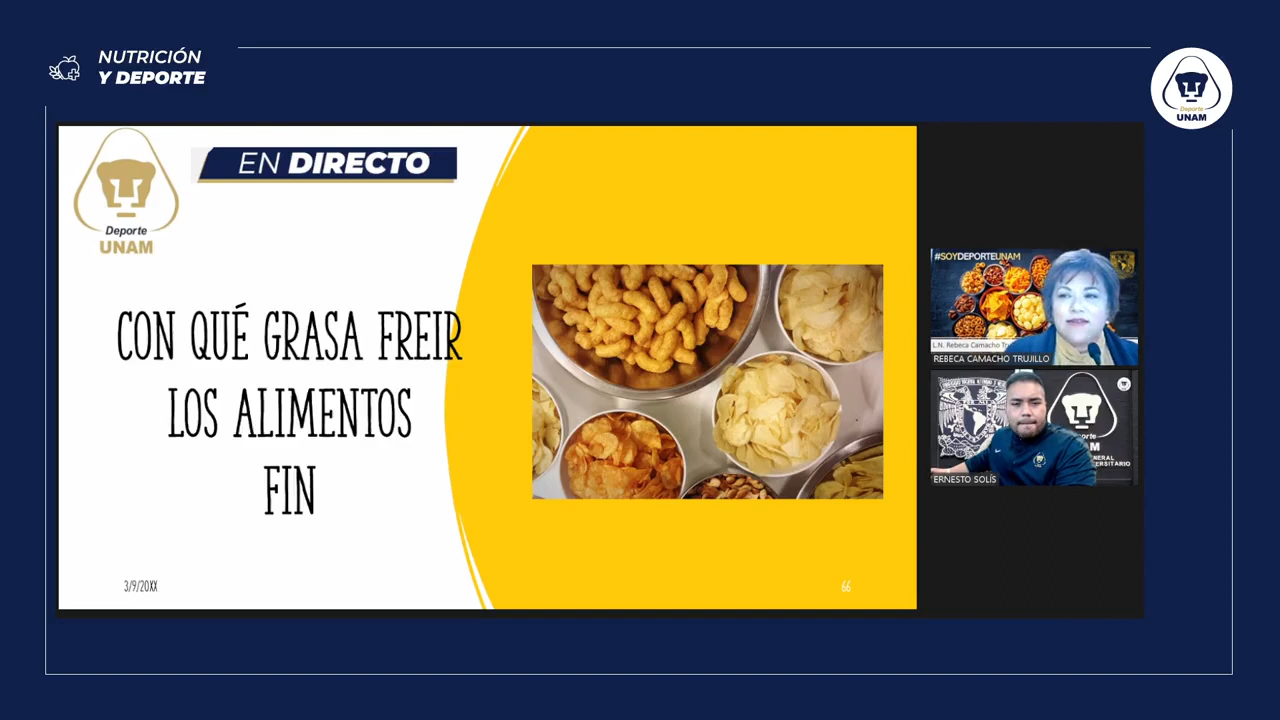 NUTRICIÓN
Y DEPORTE
Deporte
UNAM
EN DIRECTO
Deporte
UNAM
CON QUÉ GRASA FREIR
LOS ALIMENTOS
FIN
3/9/20XX
66
#SOYDEPORTEUNAM
L.N. Rebeca Camacho
REBECA CAMACHO TRUJILLO
ERNESTO SOLÍS